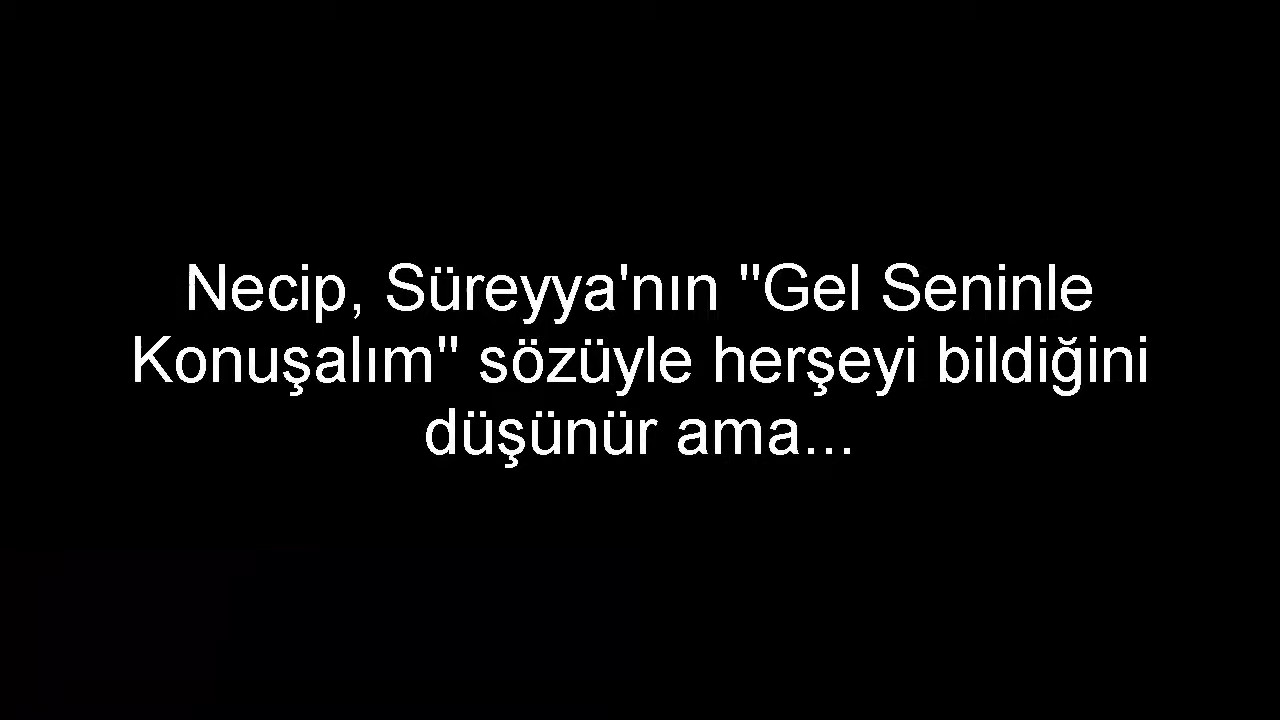 Necip, Süreyya'nın "Gel Seninle
Konuşalım" sözüyle herşeyi bildiğini
düşünür ama...